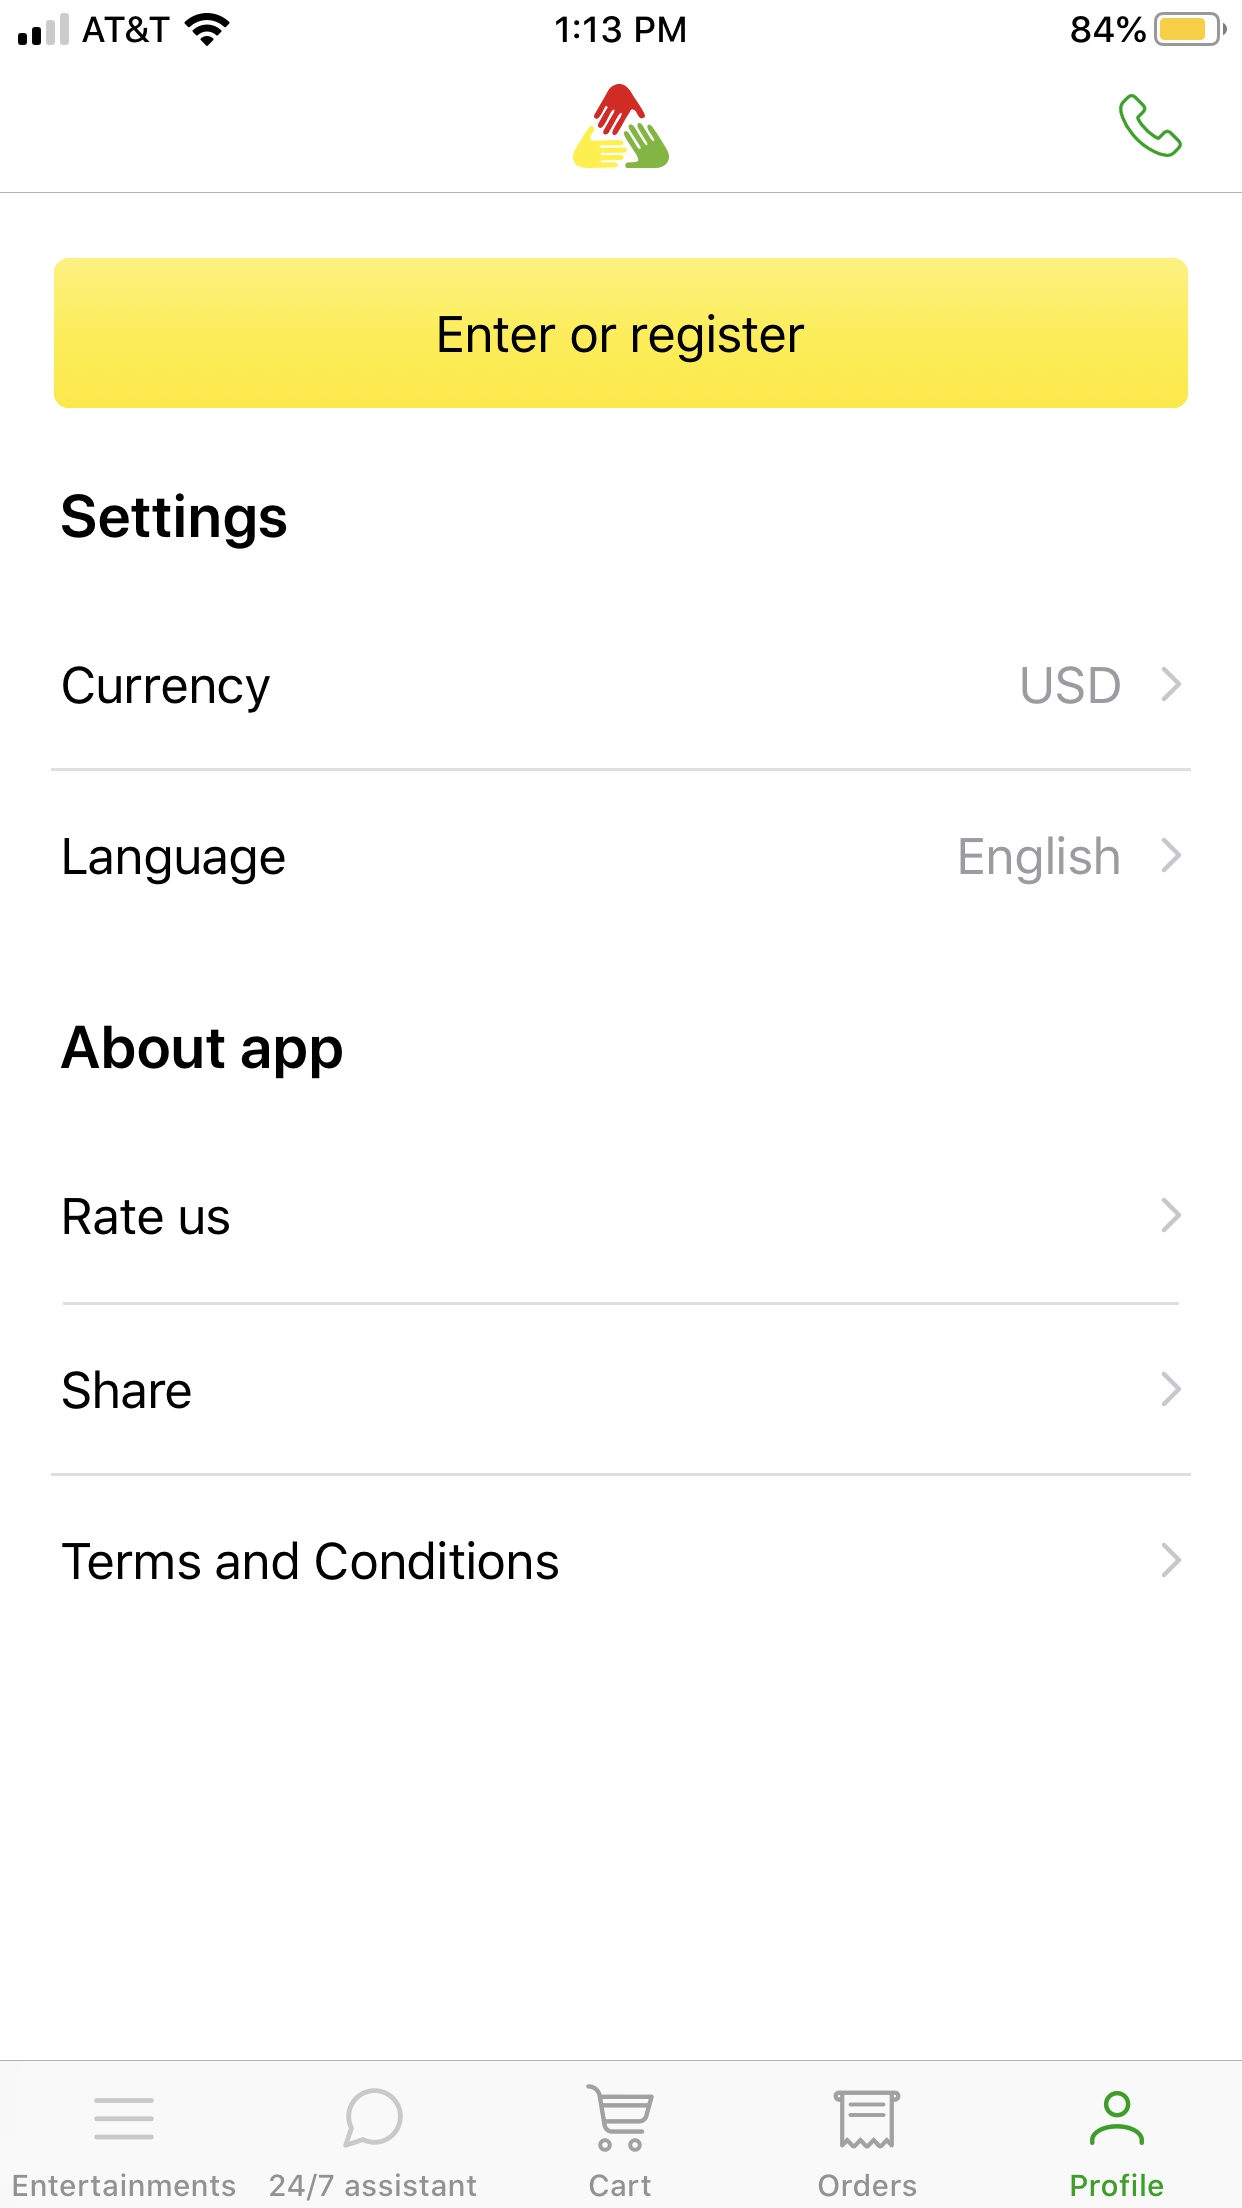 AT&T 1:13 PM 84%
Enter or register
Settings
Currency USD
Language English
About app
Rate us
Share
Terms and Conditions
Entertainments 24/7 assistant Cart Orders Profile